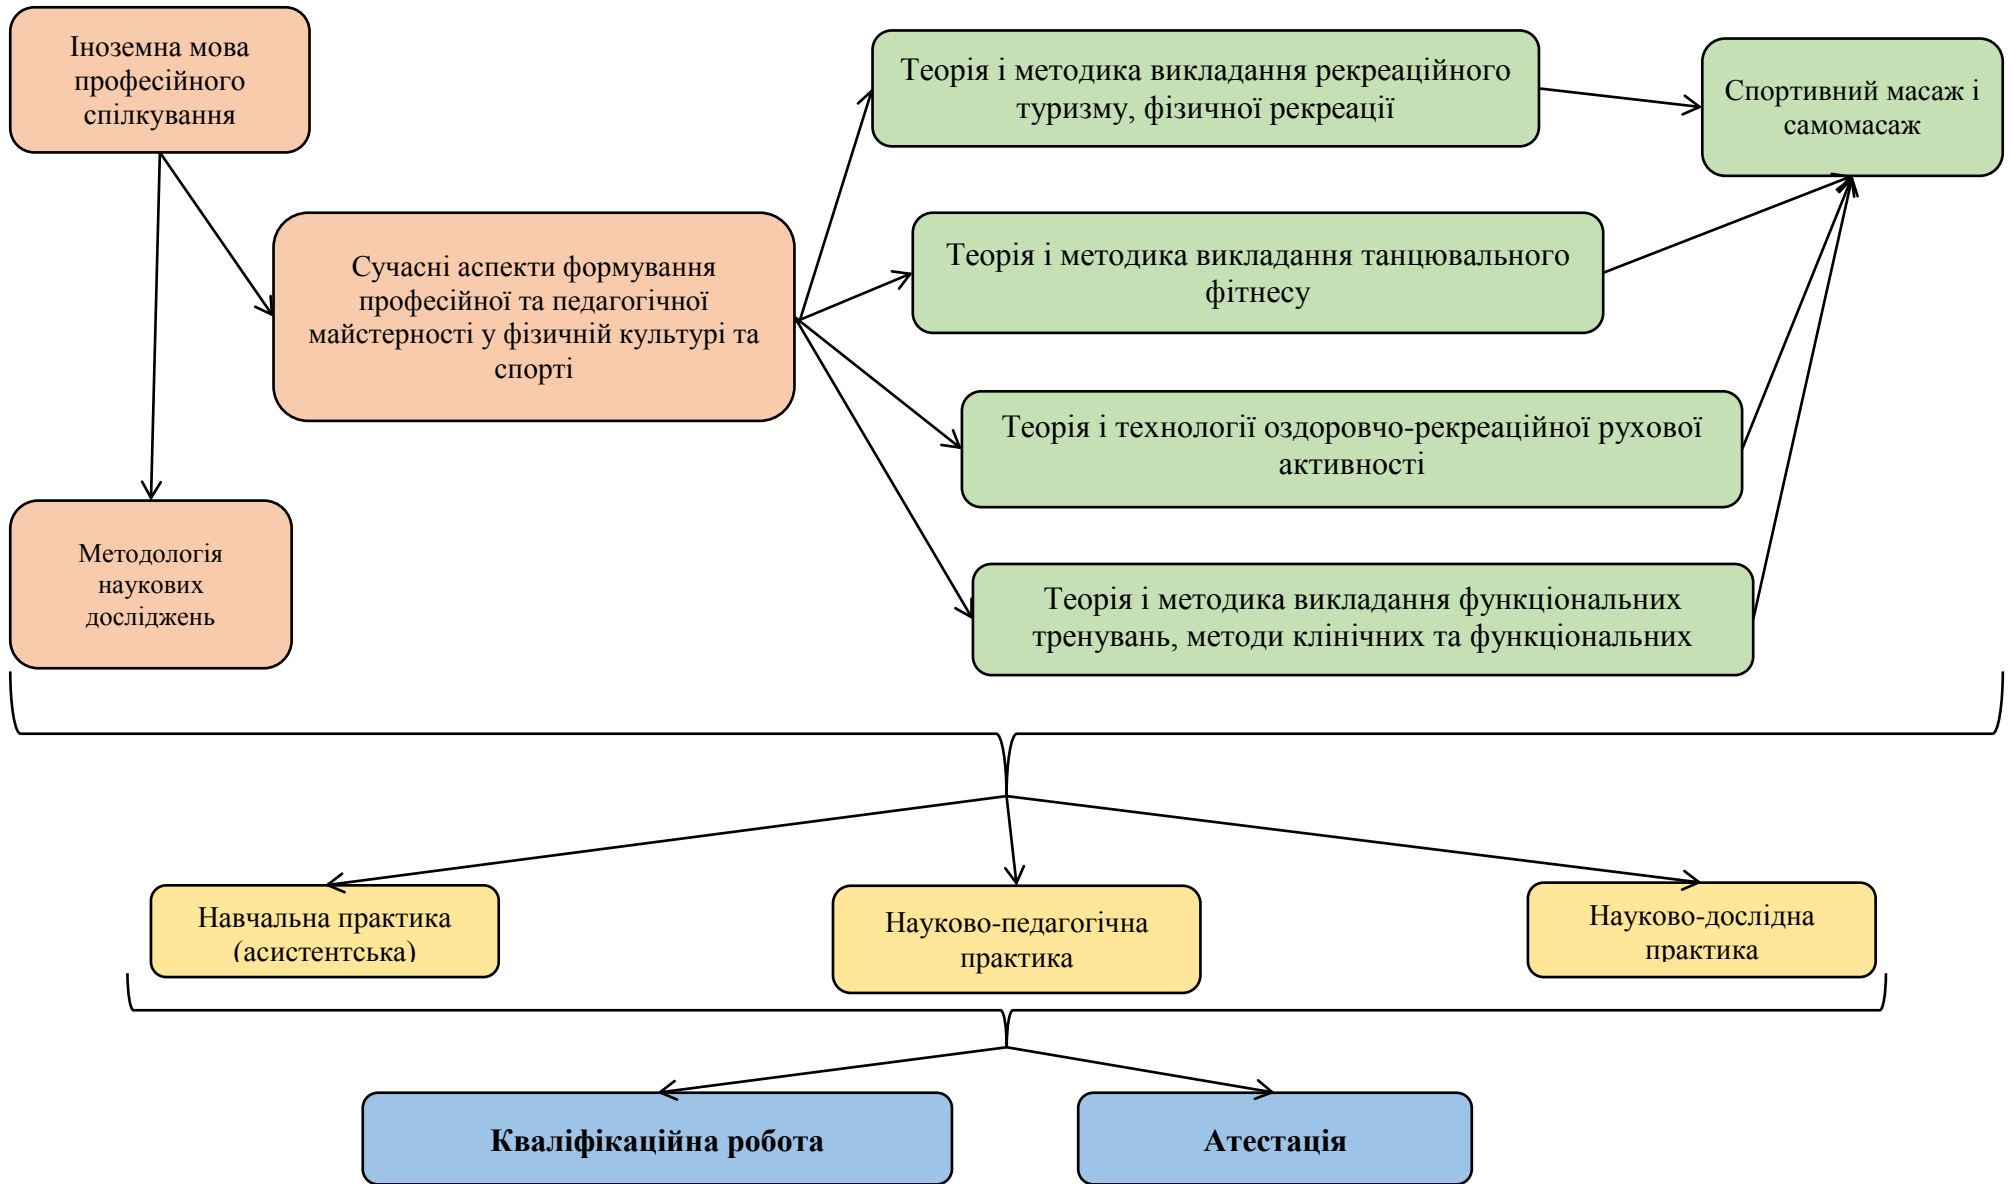 Іноземна мова
професійного
спілкування
Теорія і методика викладання рекреаційного
туризму, фізичної рекреації
Спортивний масаж і
самомасаж
Сучасні аспекти формування
професійної та педагогічної
майстерності у фізичній культурі та
спорті
Теорія і методика викладання танцювального
фітнесу
Теорія і технології оздоровчо-рекреаційної рухової
активності
Методологія
наукових
досліджень
Теорія і методика викладання функціональних
тренувань, методи клінічних та функціональних
Навчальна практика
(асистентська)
Науково-педагогічна
практика
Науково-дослідна
практика
Кваліфікаційна робота
Атестація